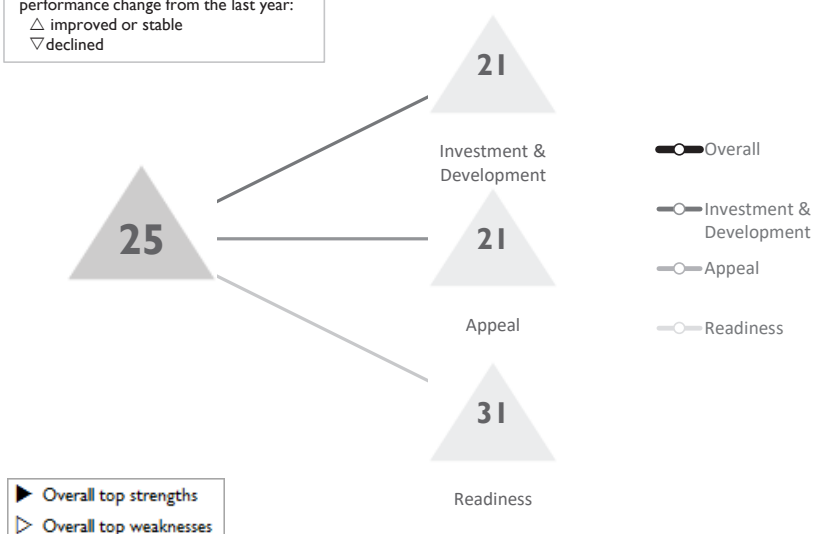 performance change from the last year:
△ improved or stable
▽ declined
21
Investment &
Development
25
21
Appeal
31
Readiness
Overall
Investment &
Development
Appeal
Readiness
▶ Overall top strengths
▷ Overall top weaknesses